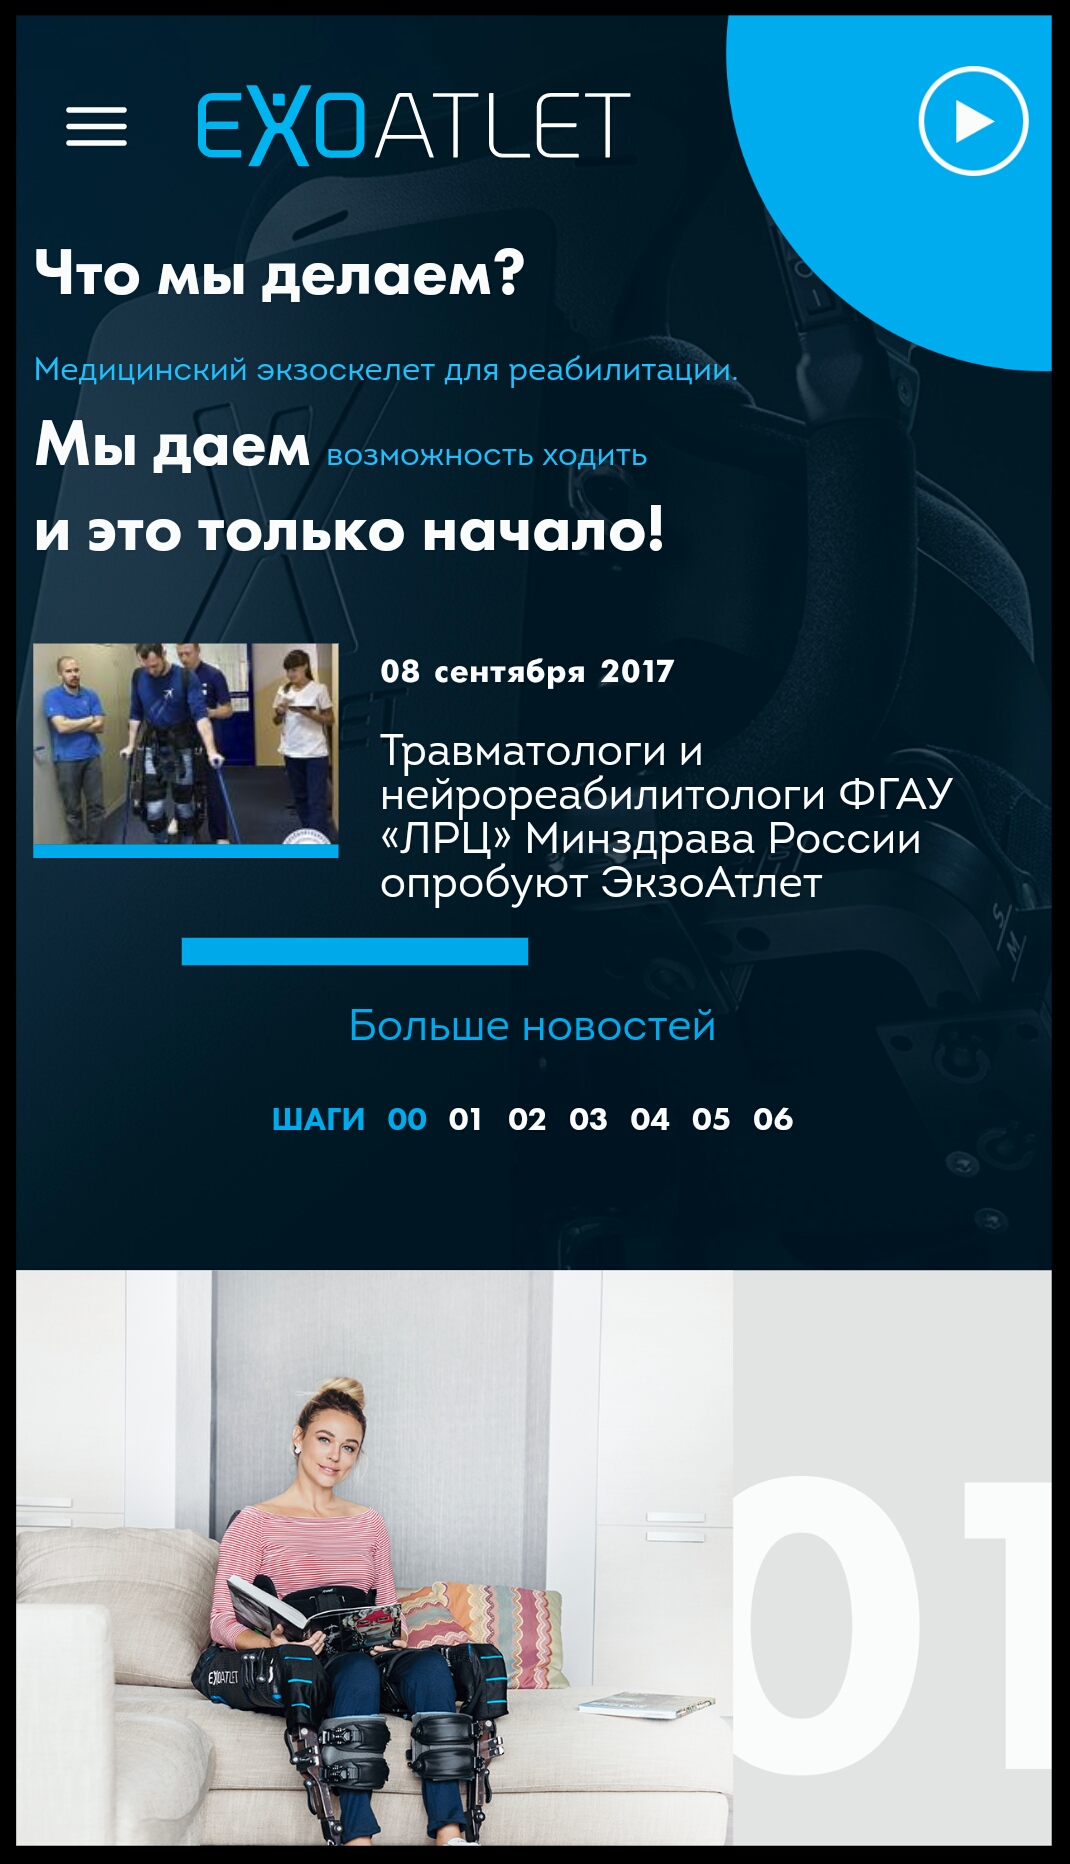 EXOATLET
Что мы делаем?
Медицинский экзоскелет для реабилитации.
Мы даем возможность ходить
и это только начало!
08 сентября 2017
Травматологи и
нейрореабилитологи ФГАУ
«ЛРЦ» Минздрава России
опробуют ЭкзоАтлет
S/M
Больше новостей
ШАГИ 00 01 02 03 04 05 06
EXOATLET
01